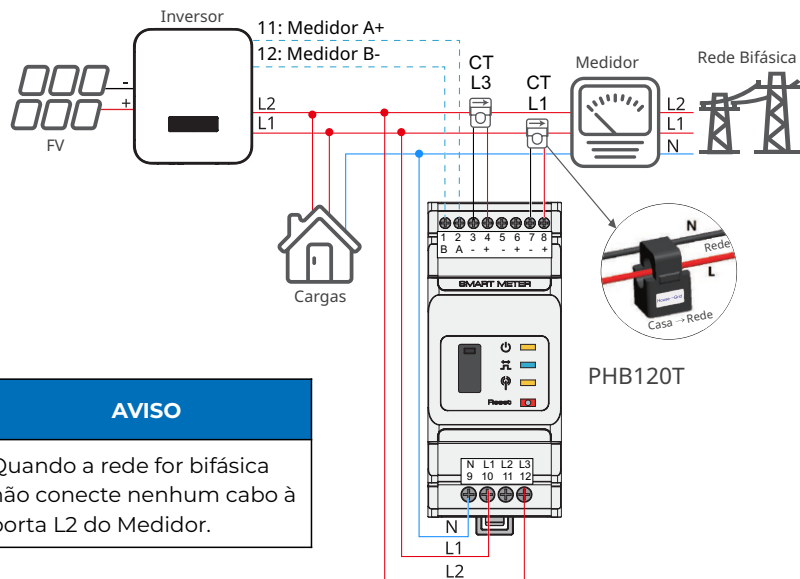 Inversor
11: Medidor A+
12: Medidor B-
CT
L3
CT
L1
Medidor
Rede Bifásica
-
+
FV
L2
L1
L2
L1
N
Cargas
1 2 3 4 5 6 7 8
B A - + - + - +
SMART METER
Reset
N
Rede
L
House→Grid
Casa → Rede
PHB120T
AVISO
Quando a rede for bifásica
não conecte nenhum cabo à
porta L2 do Medidor.
N L1 L2 L3
9 10 11 12
N
L1
L2